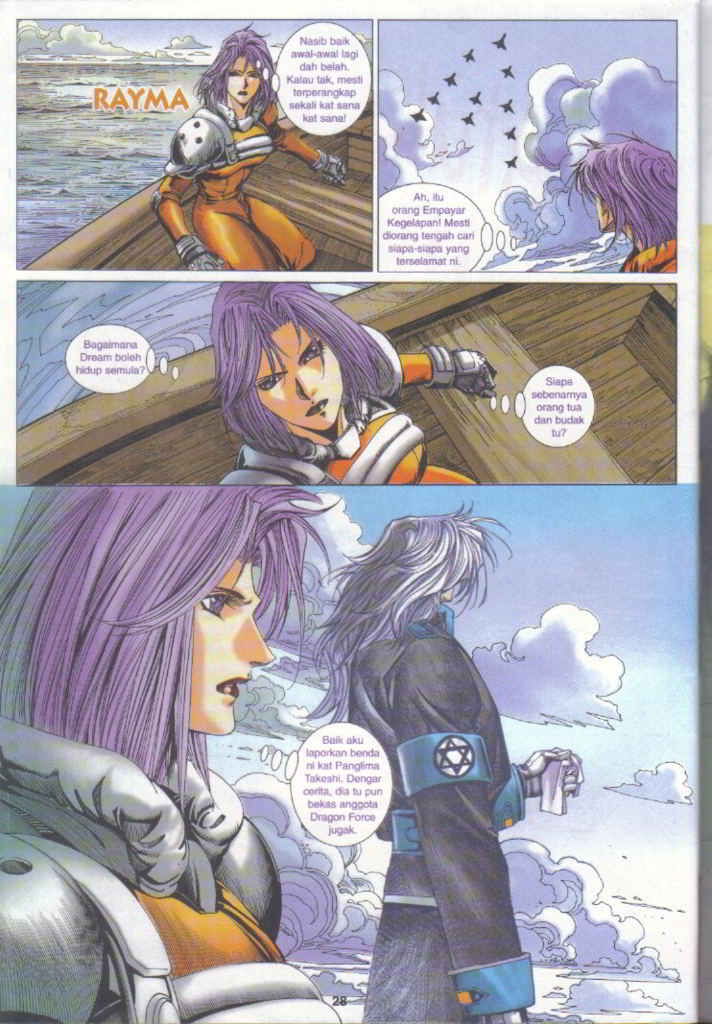 RAYMA
Nasib baik
awal-awal lagi
dah belah.
Kalau tak, mesti
terperangkap
sekali kat sana
kat sana!
Ah, itu
orang Empayar
Kegelapan! Mesti
diorang tengah cari
siapa-siapa yang
terselamat ni.
Bagaimana
Dream boleh
hidup semula?
Siapa
sebenarnya
orang tua
dan budak
tu?
Baik aku
laporkan benda
ni kat Panglima
Takeshi. Dengar
cerita, dia tu pun
bekas anggota
Dragon Force
jugak.
28